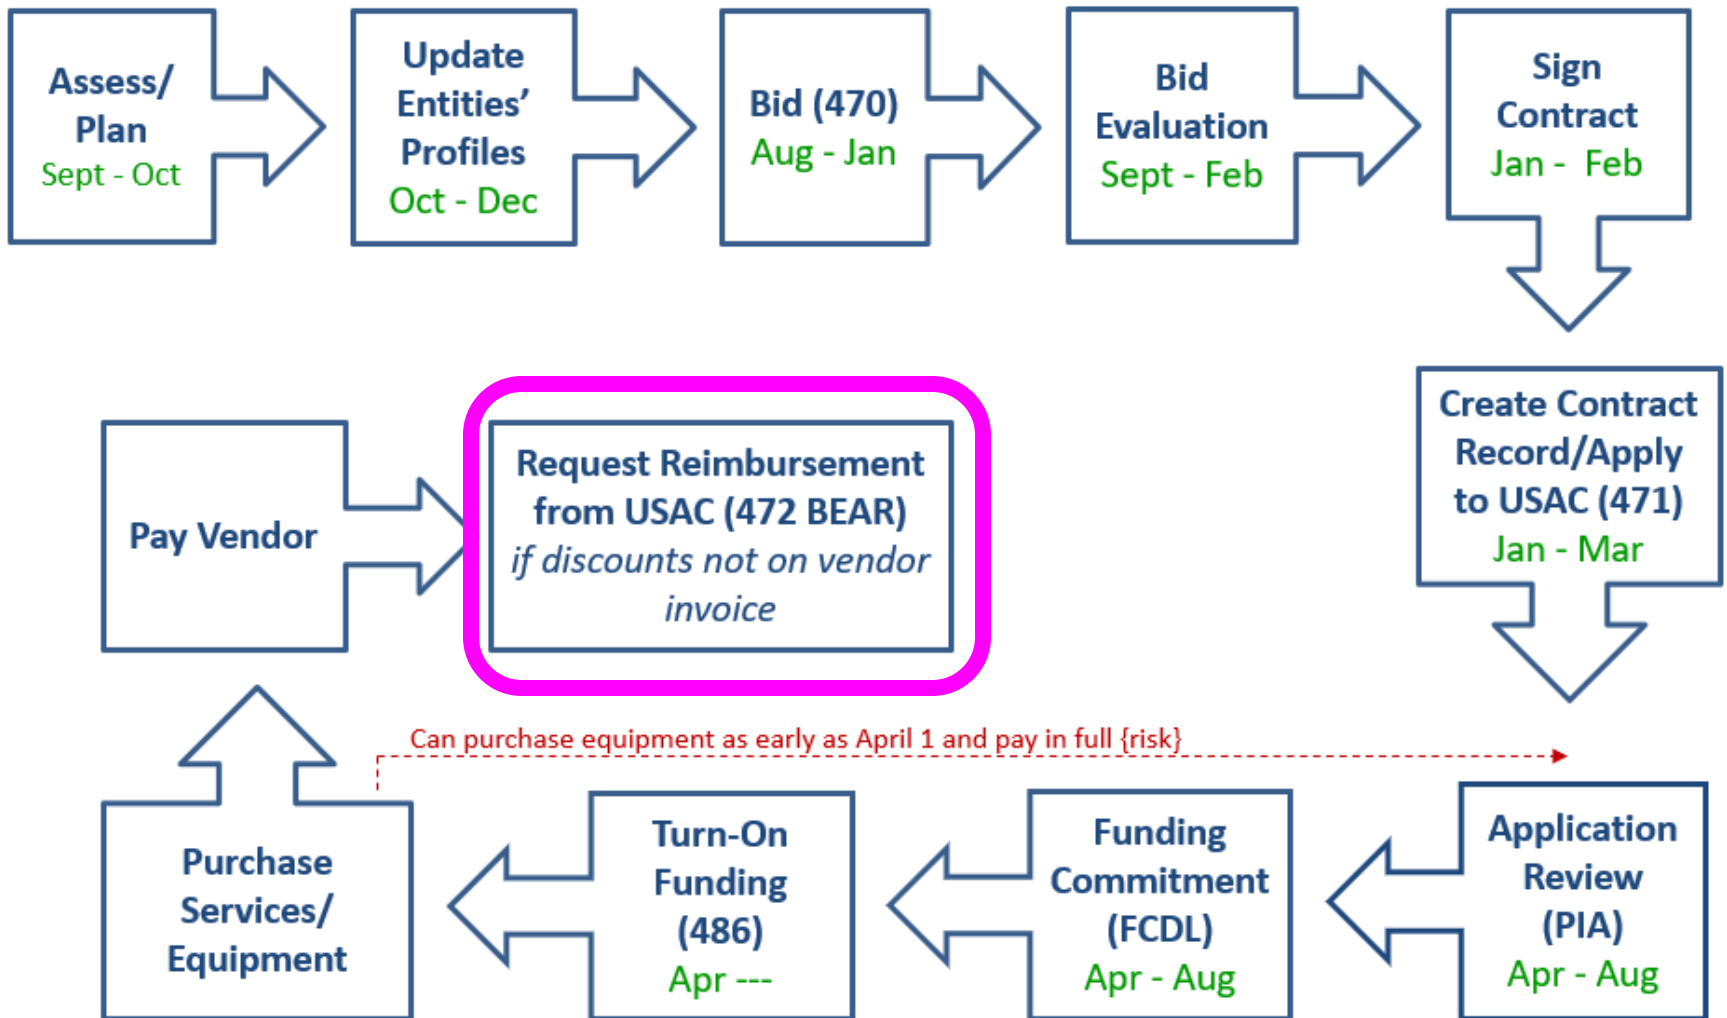 Assess/
Plan
Sept - Oct
Update
Entities’
Profiles
Oct - Dec
Bid (470)
Aug - Jan
Bid
Evaluation
Sept - Feb
Sign
Contract
Jan -  Feb
Create Contract
Record/Apply
to USAC (471)
Jan - Mar
Application
Review
(PIA)
Apr - Aug
Funding
Commitment
(FCDL)
Apr - Aug
Turn-On
Funding
(486)
Apr ---
Can purchase equipment as early as April 1 and pay in full {risk}
Purchase
Services/
Equipment
Pay Vendor
Request Reimbursement
from USAC (472 BEAR)
if discounts not on vendor
invoice